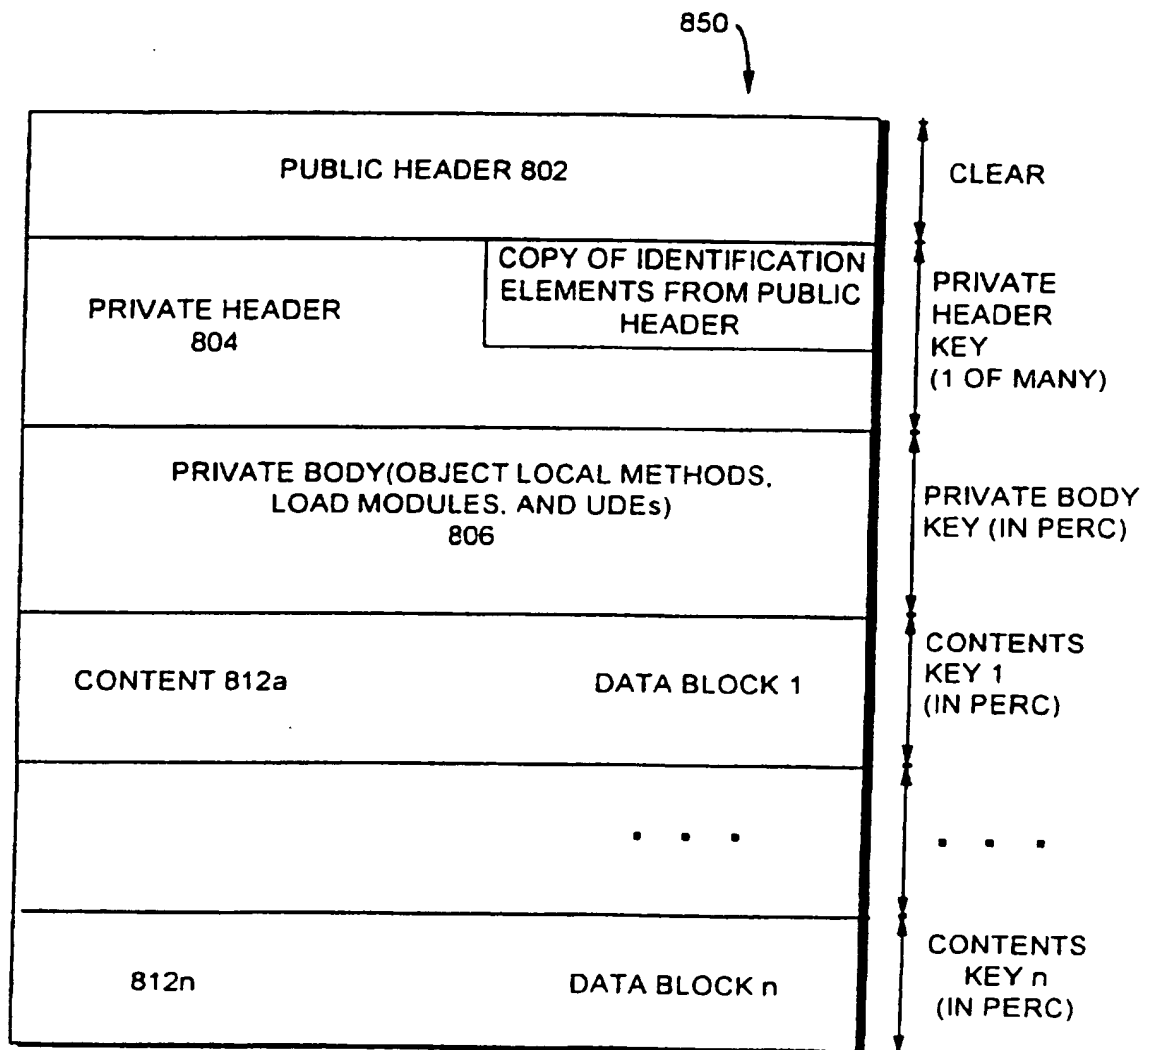 850
PUBLIC HEADER 802
CLEAR
COPY OF IDENTIFICATION
ELEMENTS FROM PUBLIC
HEADER
PRIVATE HEADER
804
PRIVATE
HEADER
KEY
(1 OF MANY)
PRIVATE BODY(OBJECT LOCAL METHODS,
LOAD MODULES, AND UDEs)
806
PRIVATE BODY
KEY (IN PERC)
CONTENT 812a
DATA BLOCK 1
CONTENTS
KEY 1
(IN PERC)
. . .
. . .
812n
DATA BLOCK n
CONTENTS
KEY n
(IN PERC)